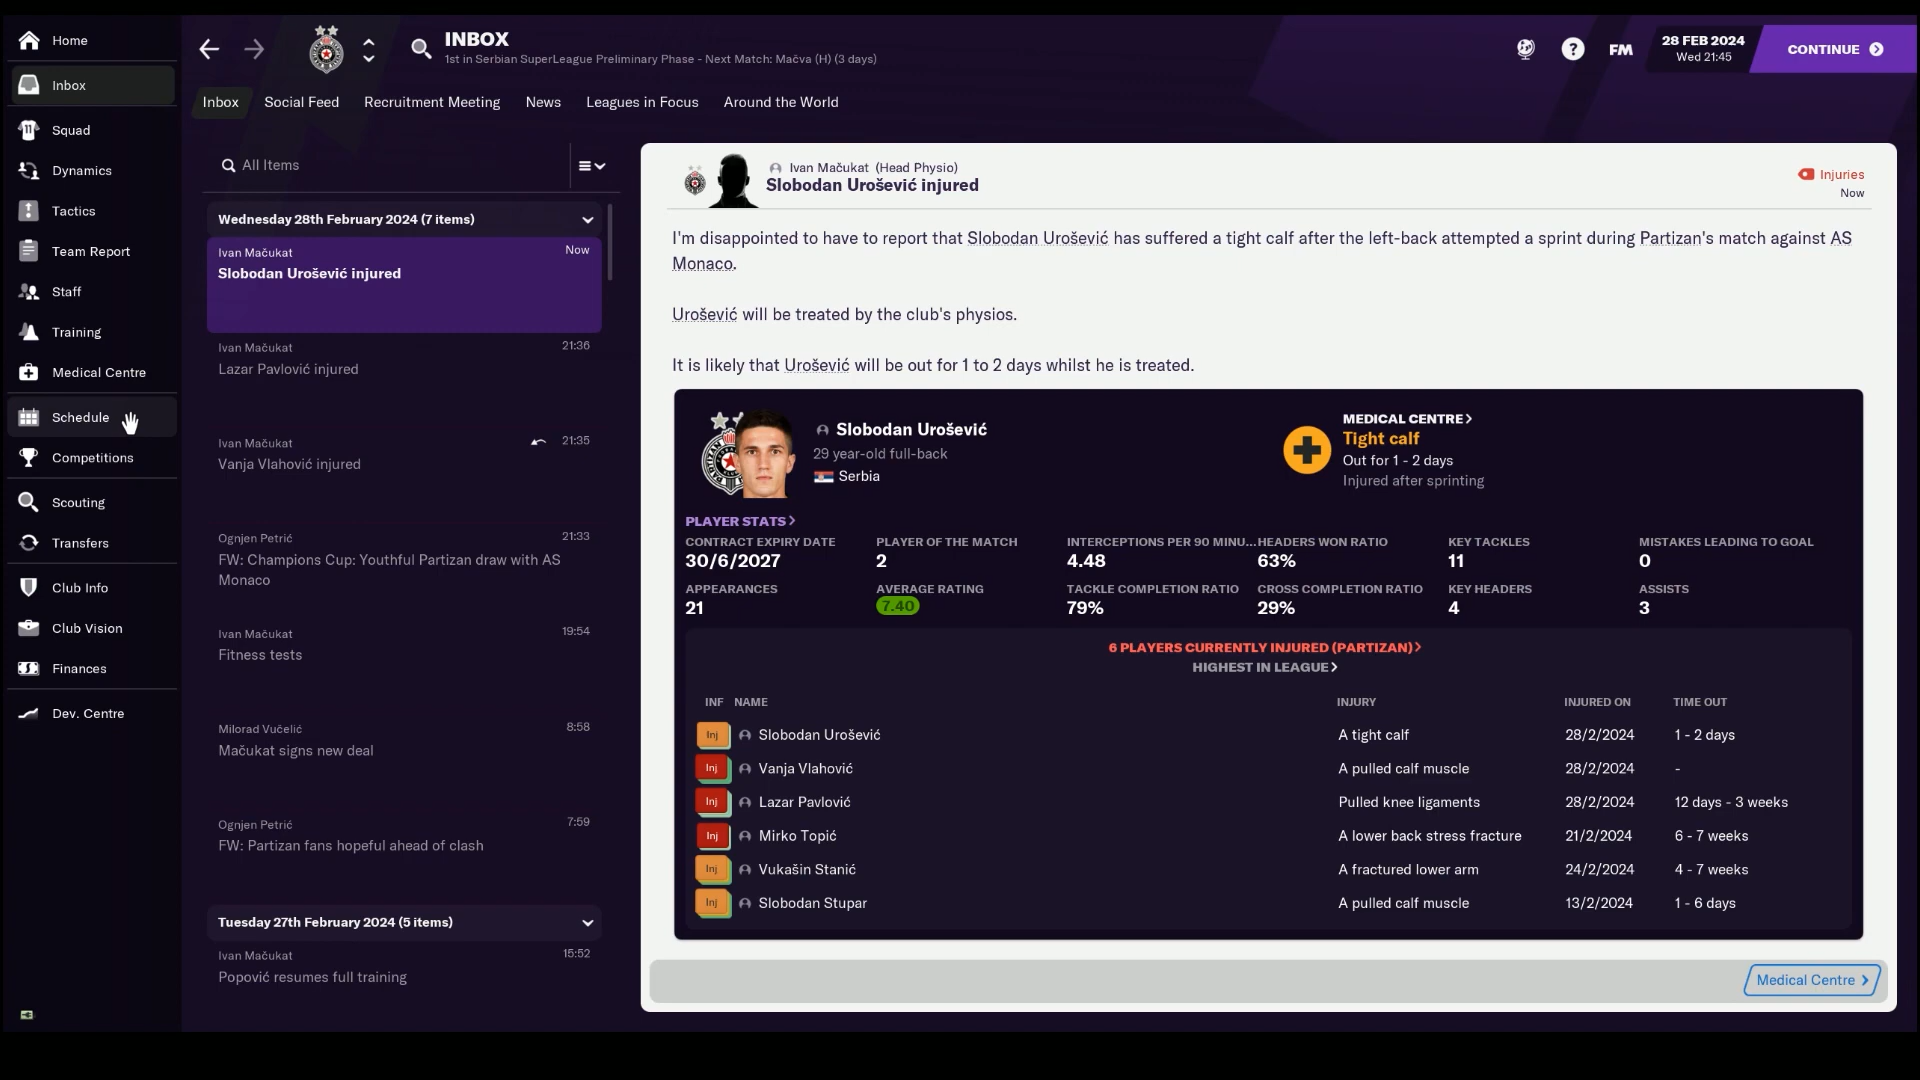 Home
INBOX
1st in Serbian SuperLeague Preliminary Phase - Next Match: Mačva (H) (3 days)
FM
28 FEB 2024
Wed 21:45
CONTINUE
Inbox
Squad
Dynamics
Tactics
Team Report
Staff
Training
Medical Centre
Schedule
Competitions
Scouting
Transfers
Club Info
Club Vision
Finances
Dev. Centre
Inbox
Social Feed
Recruitment Meeting
News
Leagues in Focus
Around the World
All Items
Wednesday 28th February 2024 (7 items)
Ivan Mačukat
Now
Slobodan Urošević injured
Ivan Mačukat
21:36
Lazar Pavlović injured
Ivan Mačukat
21:35
Vanja Vlahović injured
Ognjen Petrić
21:33
FW: Champions Cup: Youthful Partizan draw with AS
Monaco
Ivan Mačukat
19:54
Fitness tests
Milorad Vučelić
8:58
Mačukat signs new deal
Ognjen Petrić
7:59
FW: Partizan fans hopeful ahead of clash
Tuesday 27th February 2024 (5 items)
Ivan Mačukat
15:52
Popović resumes full training
Ivan Mačukat (Head Physio)
Slobodan Urošević injured
Injuries
Now
I'm disappointed to have to report that Slobodan Urošević has suffered a tight calf after the left-back attempted a sprint during Partizan's match against AS
Monaco.
Urošević will be treated by the club's physios.
It is likely that Urošević will be out for 1 to 2 days whilst he is treated.
Slobodan Urošević
29 year-old full-back
Serbia
MEDICAL CENTRE
Tight calf
Out for 1 - 2 days
Injured after sprinting
PLAYER STATS
CONTRACT EXPIRY DATE PLAYER OF THE MATCH INTERCEPTIONS PER 90 MINU... HEADERS WON RATIO KEY TACKLES MISTAKES LEADING TO GOAL
30/6/2027 2 4.48 63% 11 0
APPEARANCES AVERAGE RATING TACKLE COMPLETION RATIO CROSS COMPLETION RATIO KEY HEADERS ASSISTS
21 7.40 79% 29% 4 3
6 PLAYERS CURRENTLY INJURED (PARTIZAN)
HIGHEST IN LEAGUE
INF NAME INJURY INJURED ON TIME OUT
Inj Slobodan Urošević A tight calf 28/2/2024 1 - 2 days
Inj Vanja Vlahović A pulled calf muscle 28/2/2024 -
Inj Lazar Pavlović Pulled knee ligaments 28/2/2024 12 days - 3 weeks
Inj Mirko Topić A lower back stress fracture 21/2/2024 6 - 7 weeks
Inj Vukašin Stanić A fractured lower arm 24/2/2024 4 - 7 weeks
Inj Slobodan Stupar A pulled calf muscle 13/2/2024 1 - 6 days
Medical Centre